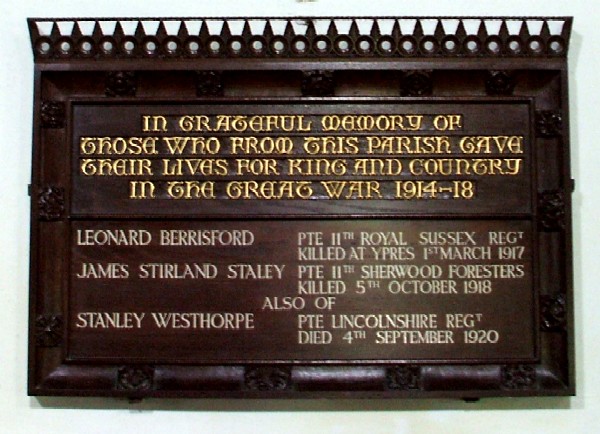 IN GRATEFUL MEMORY OF
THOSE WHO FROM THIS PARISH GAVE
THEIR LIVES FOR KING AND COUNTRY
IN THE GREAT WAR 1914-18
LEONARD BERRISFORD PTE 11TH ROYAL SUSSEX REGT
KILLED AT YPRES 1ST MARCH 1917
JAMES STIRLAND STALEY PTE 11TH SHERWOOD FORESTERS
KILLED 5TH OCTOBER 1918
ALSO OF
STANLEY WESTHORPE PTE LINCOLNSHIRE REGT
DIED 4TH SEPTEMBER 1920